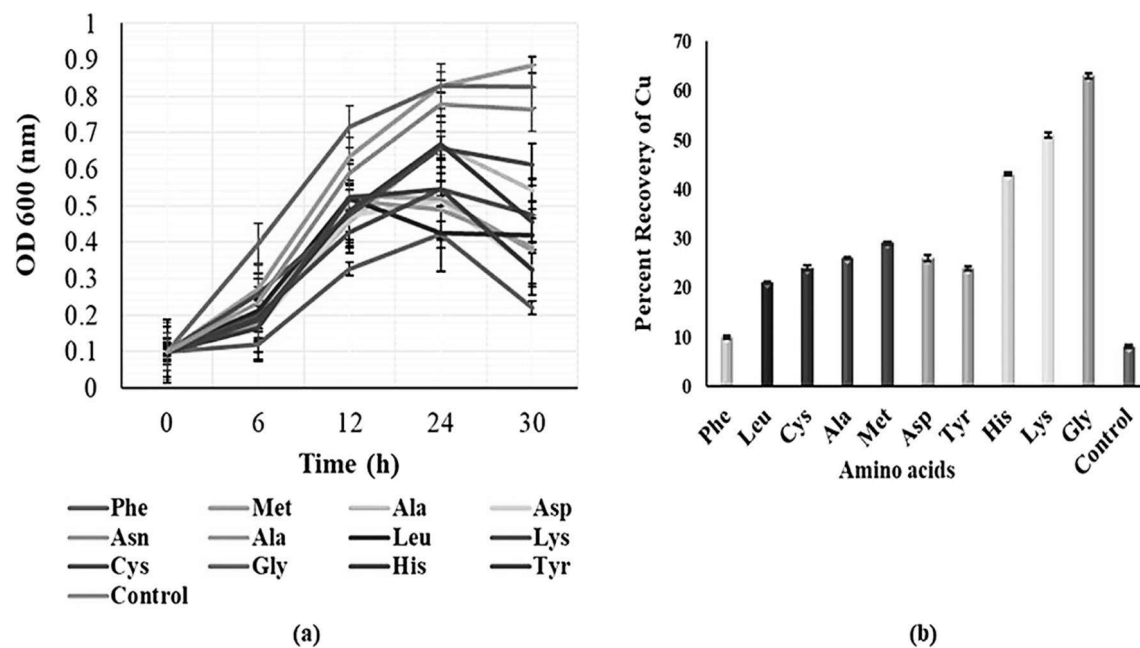 1
0.9
0.8
0.7
0.6
0.5
0.4
0.3
0.2
0.1
0
OD 600 (nm)
0 6 12 24 30
Time (h)
Phe Met Ala Asp
Asn Ala Leu Lys
Cys Gly His Tyr
Control
(a)
70
60
50
40
30
20
10
0
Percent Recovery of Cu
Phe Leu Cys Ala Met Asp Tyr His Lys Gly Control
Amino acids
(b)